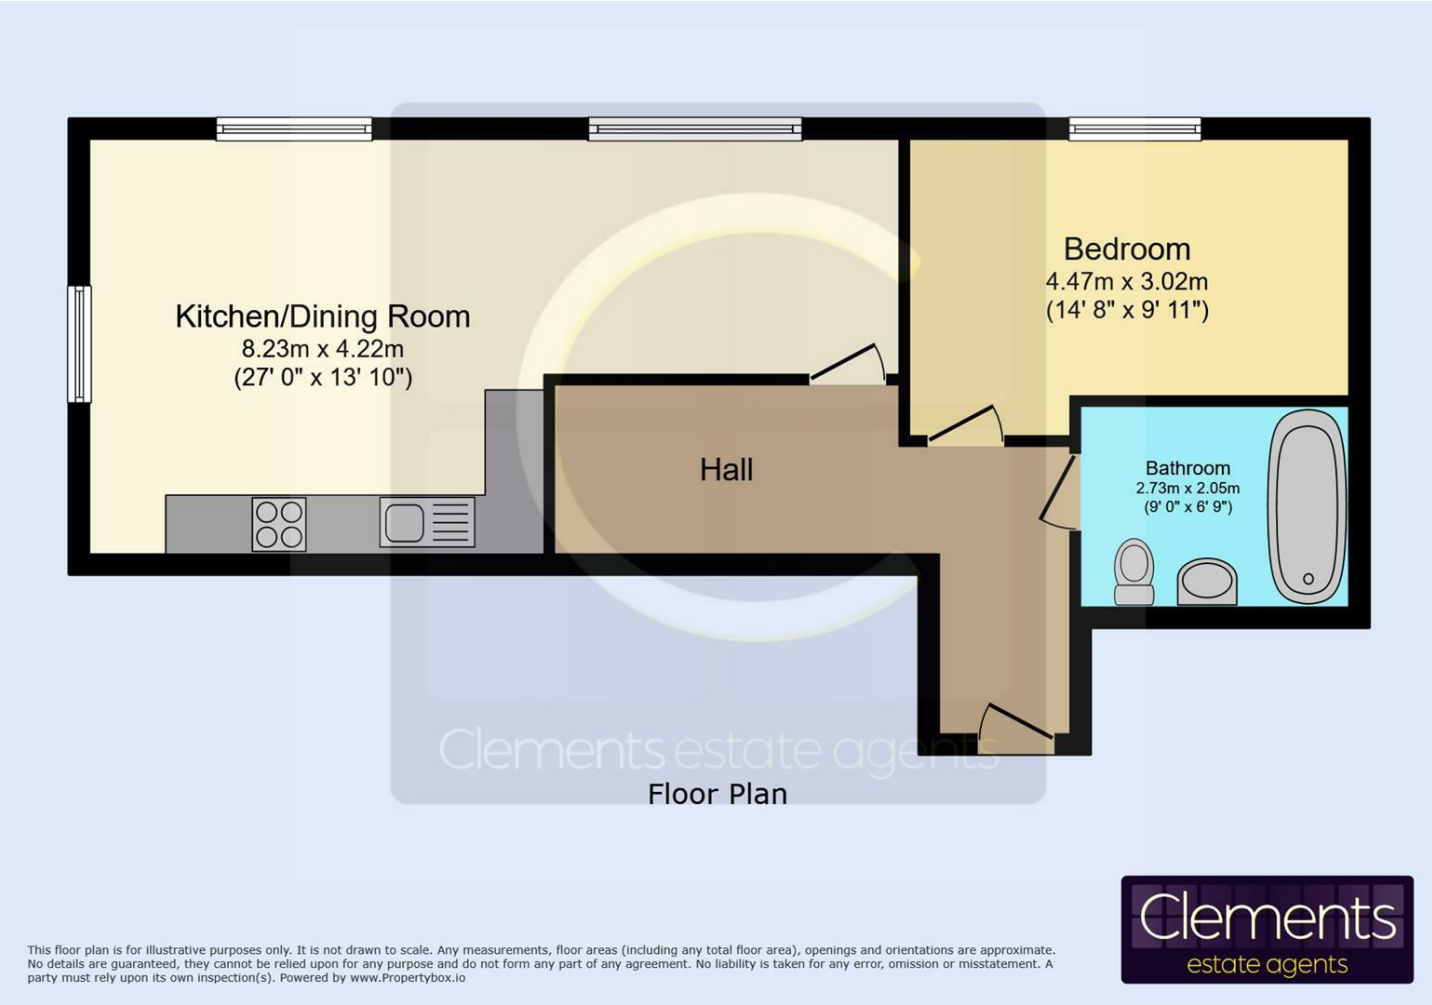 Kitchen/Dining Room
8.23m x 4.22m
(27' 0" x 13' 10")
Bedroom
4.47m x 3.02m
(14' 8" x 9' 11")
Hall
Bathroom
2.73m x 2.05m
(9' 0" x 6' 9")
Clements estate agents
Floor Plan
This floor plan is for illustrative purposes only. It is not drawn to scale. Any measurements, floor areas (including any total floor area), openings and orientations are approximate.
No details are guaranteed, they cannot be relied upon for any purpose and do not form any part of any agreement. No liability is taken for any error, omission or misstatement. A
party must rely upon its own inspection(s). Powered by www.Propertybox.io
Clements
estate agents